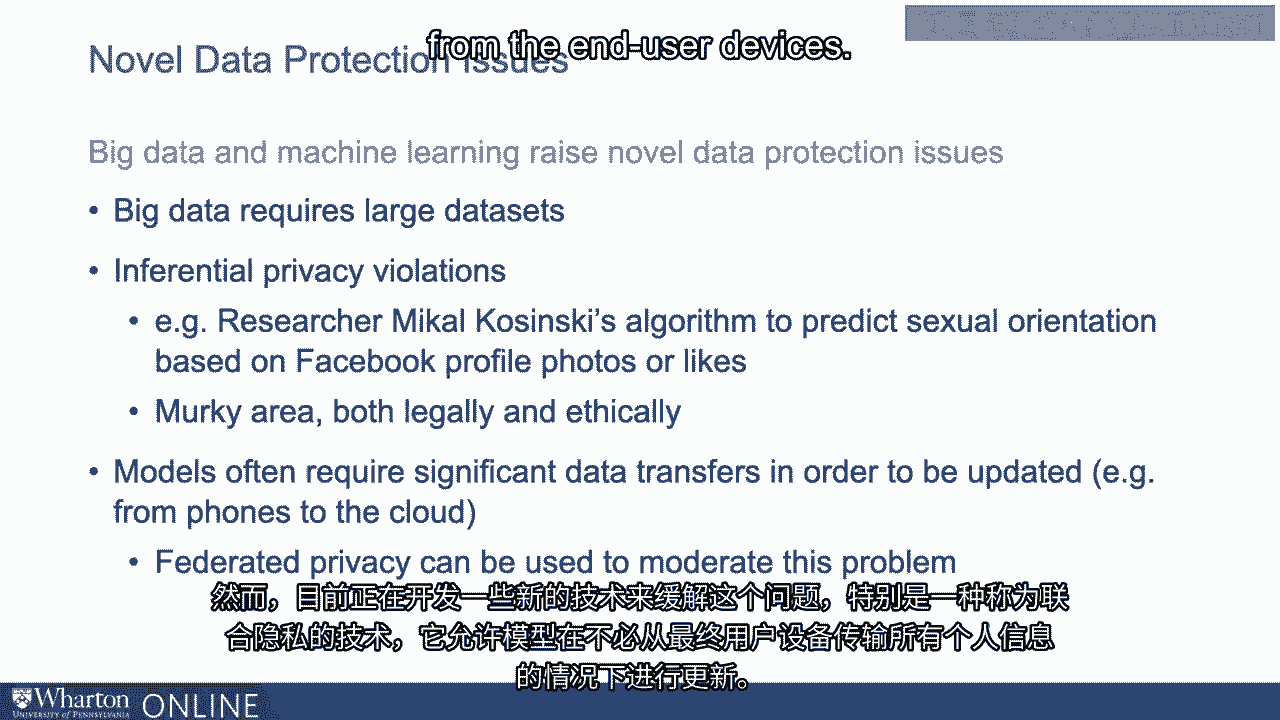 from the end-user devices.
Novel Data Protection Issues
Big data and machine learning raise novel data protection issues
• Big data requires large datasets
• Inferential privacy violations
• e.g. Researcher Mikal Kosinski’s algorithm to predict sexual orientation
based on Facebook profile photos or likes
• Murky area, both legally and ethically
• Models often require significant data transfers in order to be updated (e.g.
from phones to the cloud)
• Federated privacy can be used to moderate this problem
然而，目前正在开发一些新的技术来缓解这个问题，特别是一种称为联
合隐私的技术，它允许模型在不必从最终用户设备传输所有个人信息
的情况下进行更新。
Wharton ONLINE
UNIVERSITY of PENNSYLVANIA